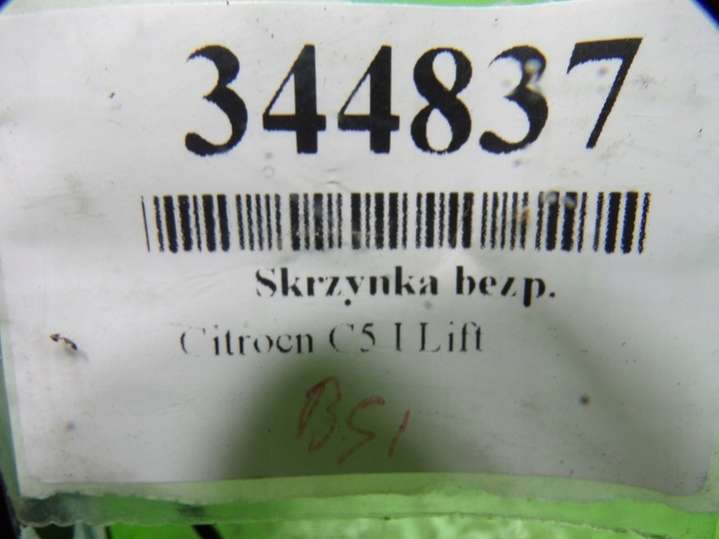 344837
Skrzynka bezp.
Citroen C5 I Lift
BSI